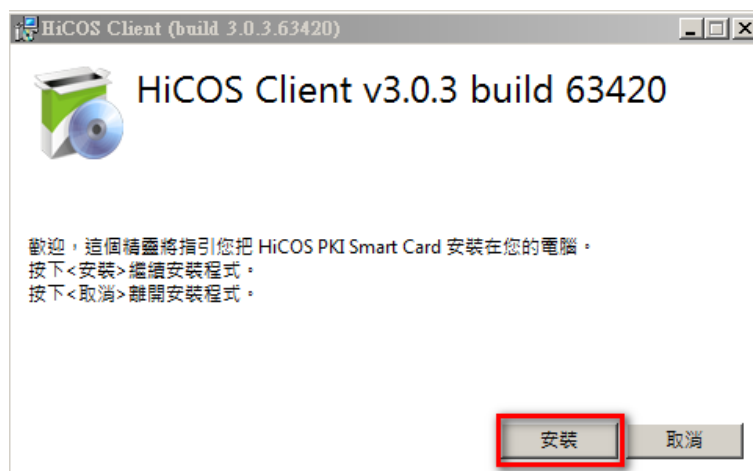 HiCOS Client (build 3.0.3.63420)
HiCOS Client v3.0.3 build 63420
歡迎，這個精靈將指引您把 HiCOS PKI Smart Card 安裝在您的電腦。
按下<安裝>繼續安裝程式。
按下<取消>離開安裝程式。
安裝
取消